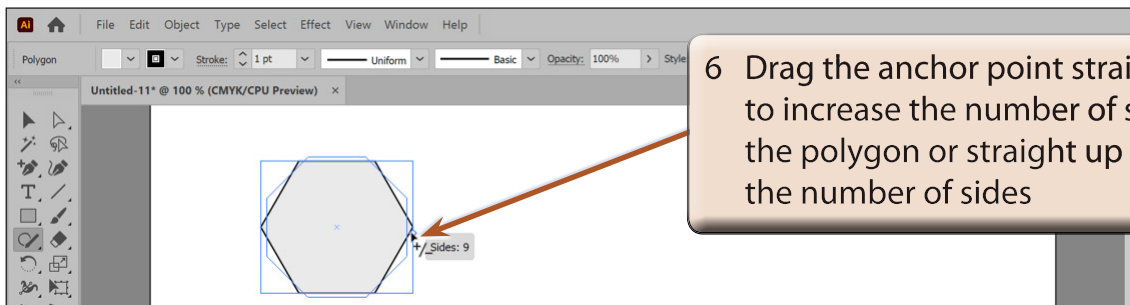 Ai File Edit Object Type Select Effect View Window Help
Polygon Stroke: 1 pt Uniform Basic Opacity: 100% Style
Untitled-11* @ 100 % (CMYK/CPU Preview) ×
6 Drag the anchor point
to increase the number of
the polygon or straight up
the number of sides
Sides: 9